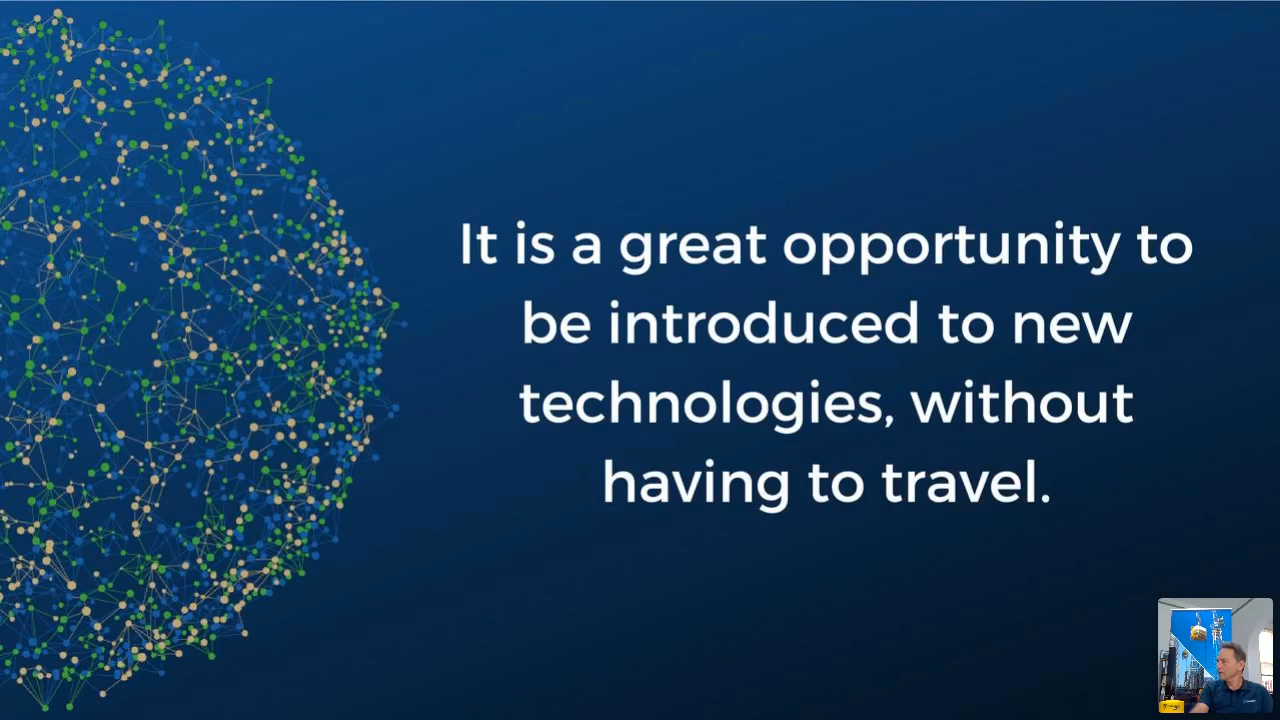 It is a great opportunity to
be introduced to new
technologies, without
having to travel.